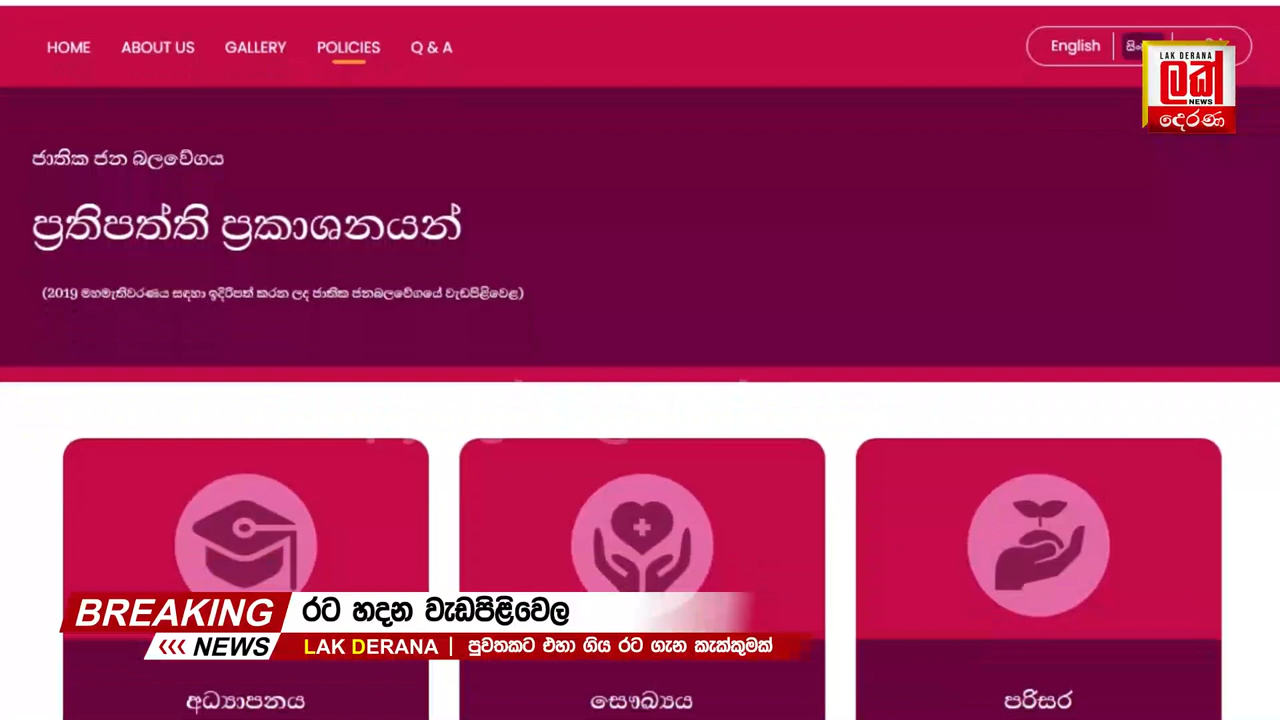 HOME ABOUT US GALLERY POLICIES Q & A English
LAK DERANA
ලක්
NEWS
දෙරණ
ජාතික ජන බලවේගය
ප්‍රතිපත්ති ප්‍රකාශනයන්
(2019 මහමැතිවරණය සඳහා ඉදිරිපත් කරන ලද ජාතික ජනබලවේගයේ වැඩපිළිවෙළ)
BREAKING රට හදන වැඩපිළිවෙල
NEWS LAK DERANA | පුවතකට එහා ගිය රට ගැන කැක්කුමක්
අධ්‍යාපනය සෞඛ්‍යය පරිසර